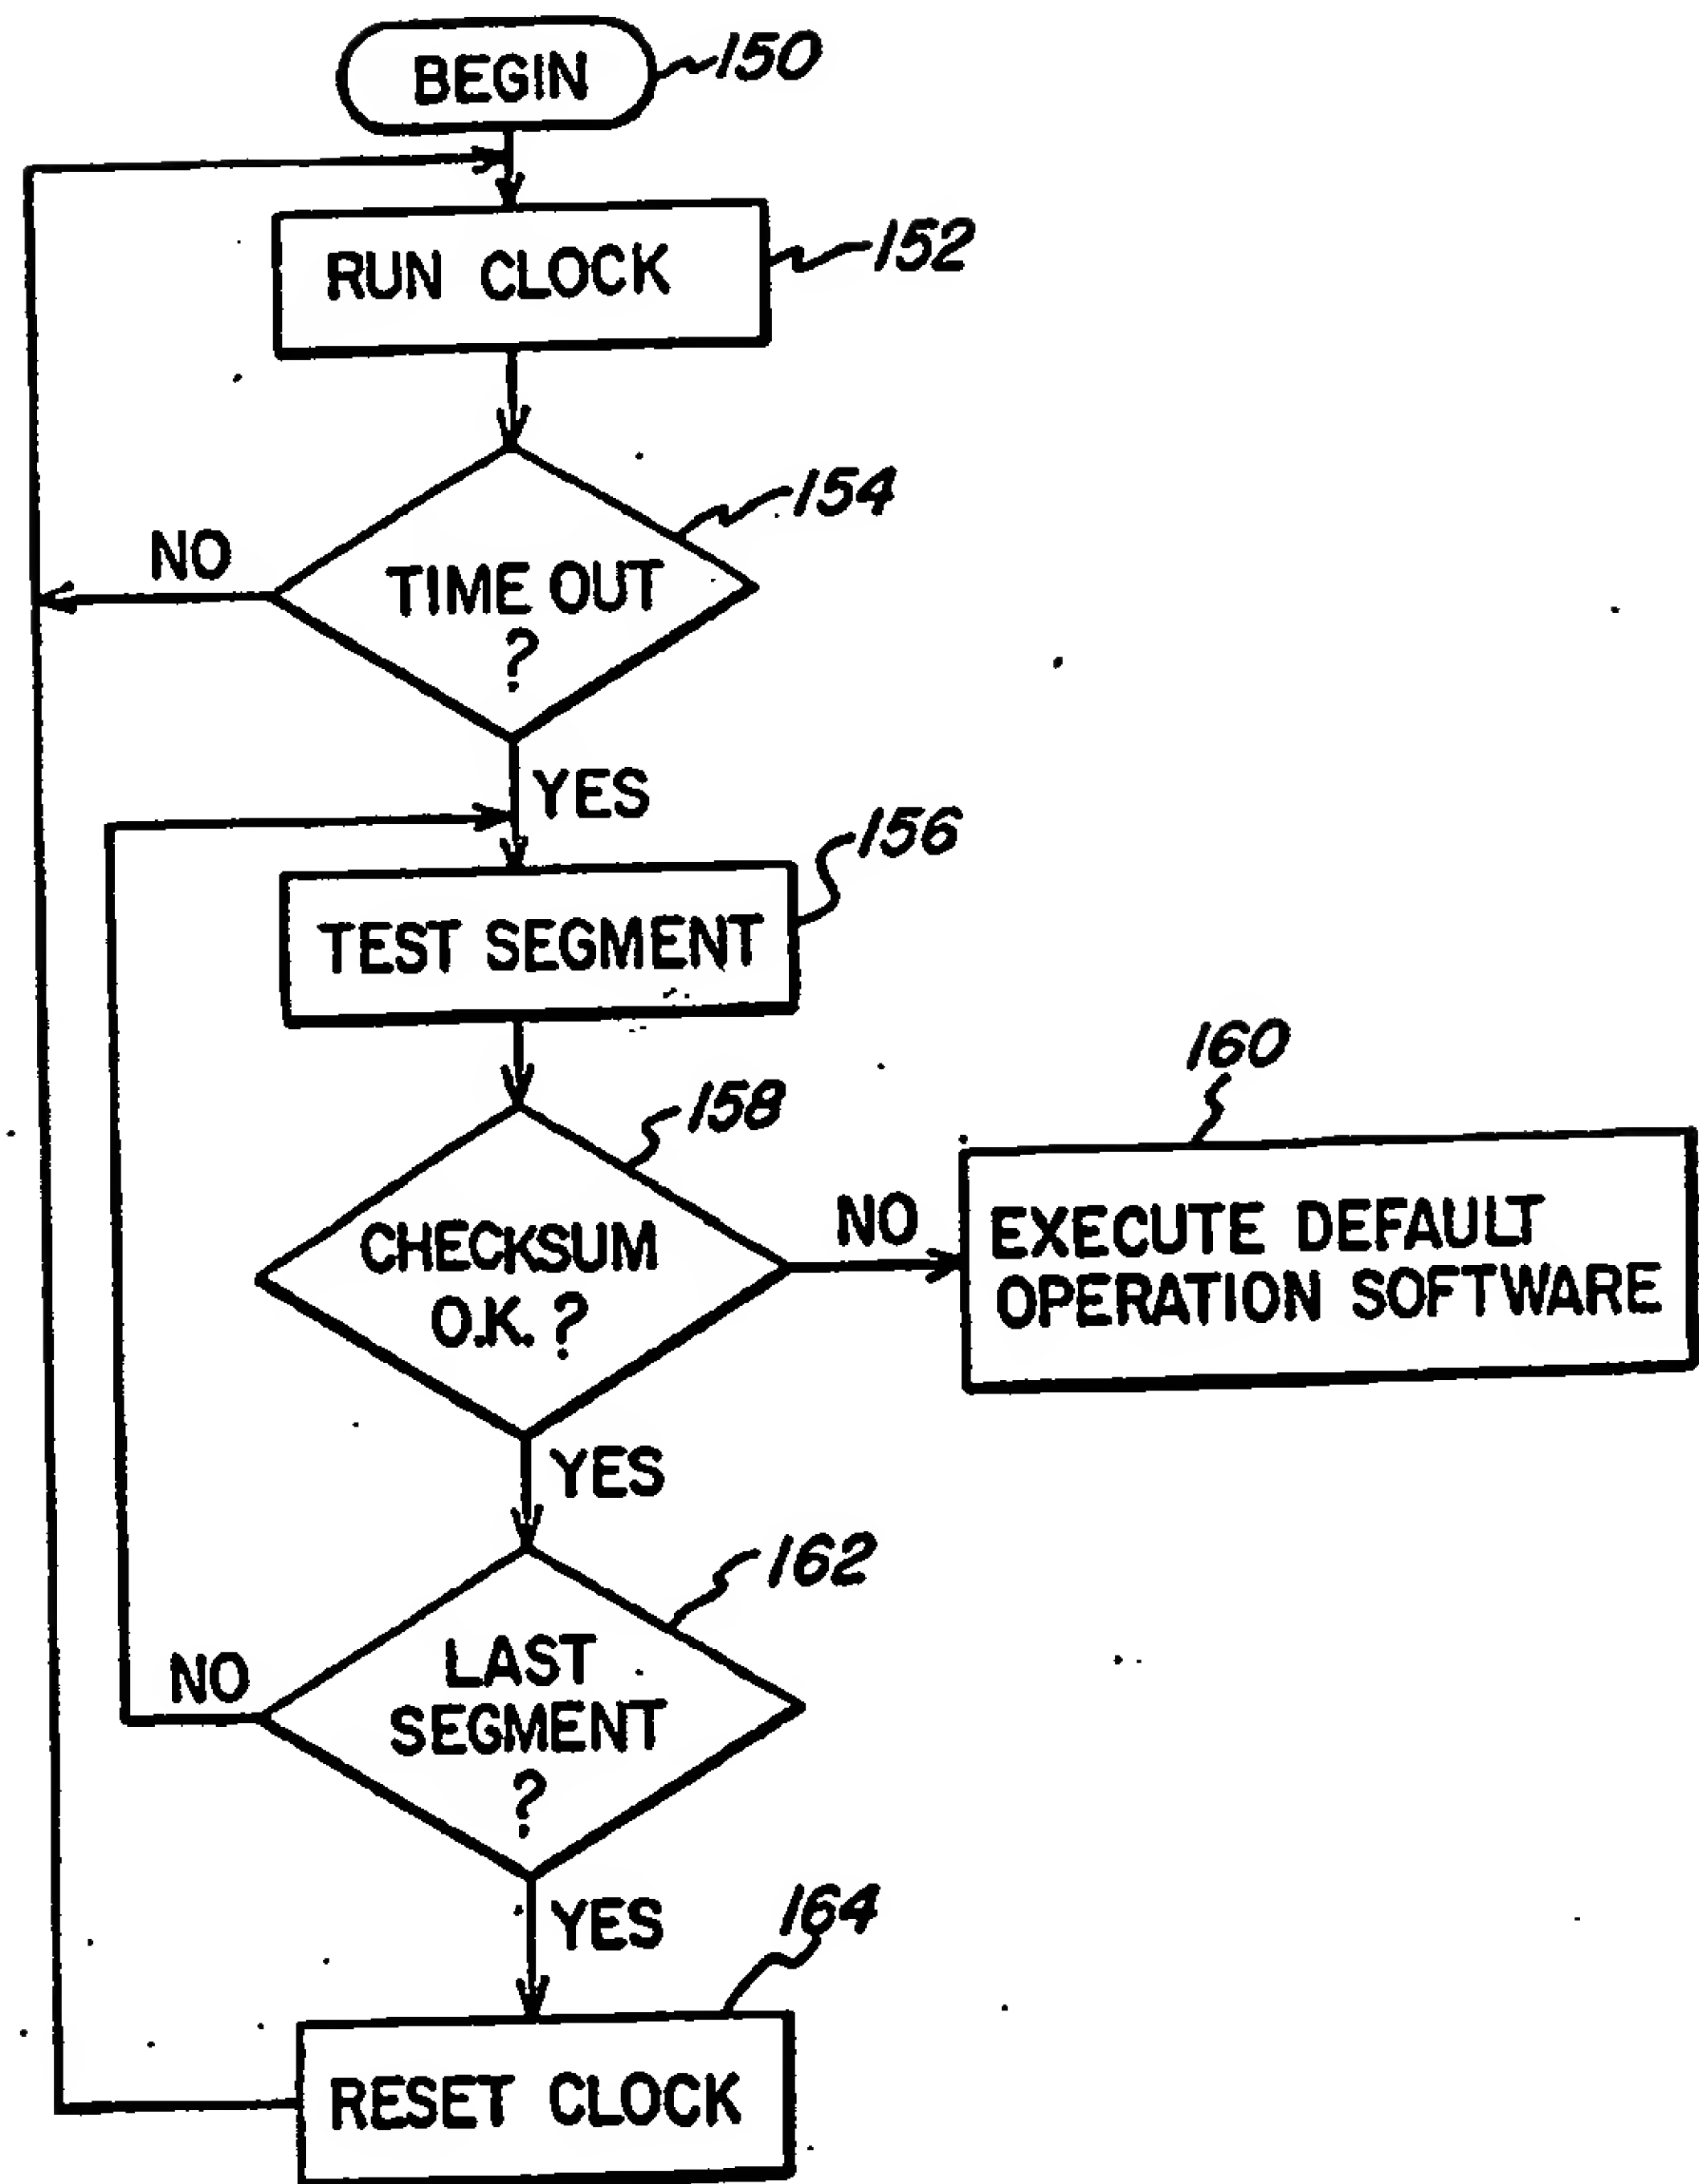 BEGIN
150
RUN CLOCK
152
154
NO
TIME OUT
?
YES
156
TEST SEGMENT
160
158
NO
CHECKSUM
O.K. ?
EXECUTE DEFAULT
OPERATION SOFTWARE
YES
162
NO
LAST
SEGMENT
?
YES
164
RESET CLOCK